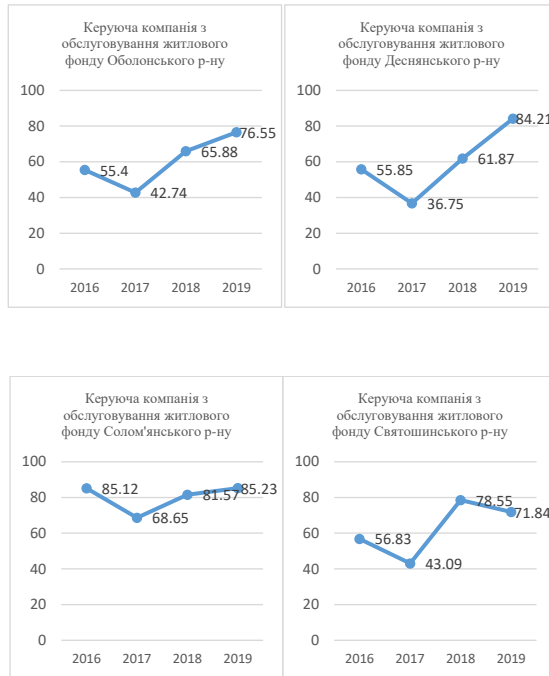 Керуюча компанія з
обслуговування житлового
фонду Оболонського р-ну
100
80
60
40
20
0
55.4
42.74
65.88
76.55
2016 2017 2018 2019
Керуюча компанія з
обслуговування житлового
фонду Деснянського р-ну
100
80
60
40
20
0
55.85
36.75
61.87
84.21
2016 2017 2018 2019
Керуюча компанія з
обслуговування житлового
фонду Солом'янського р-ну
100
80
60
40
20
0
85.12
68.65
81.57
85.23
2016 2017 2018 2019
Керуюча компанія з
обслуговування житлового
фонду Святошинського р-ну
100
80
60
40
20
0
56.83
43.09
78.55
71.84
2016 2017 2018 2019